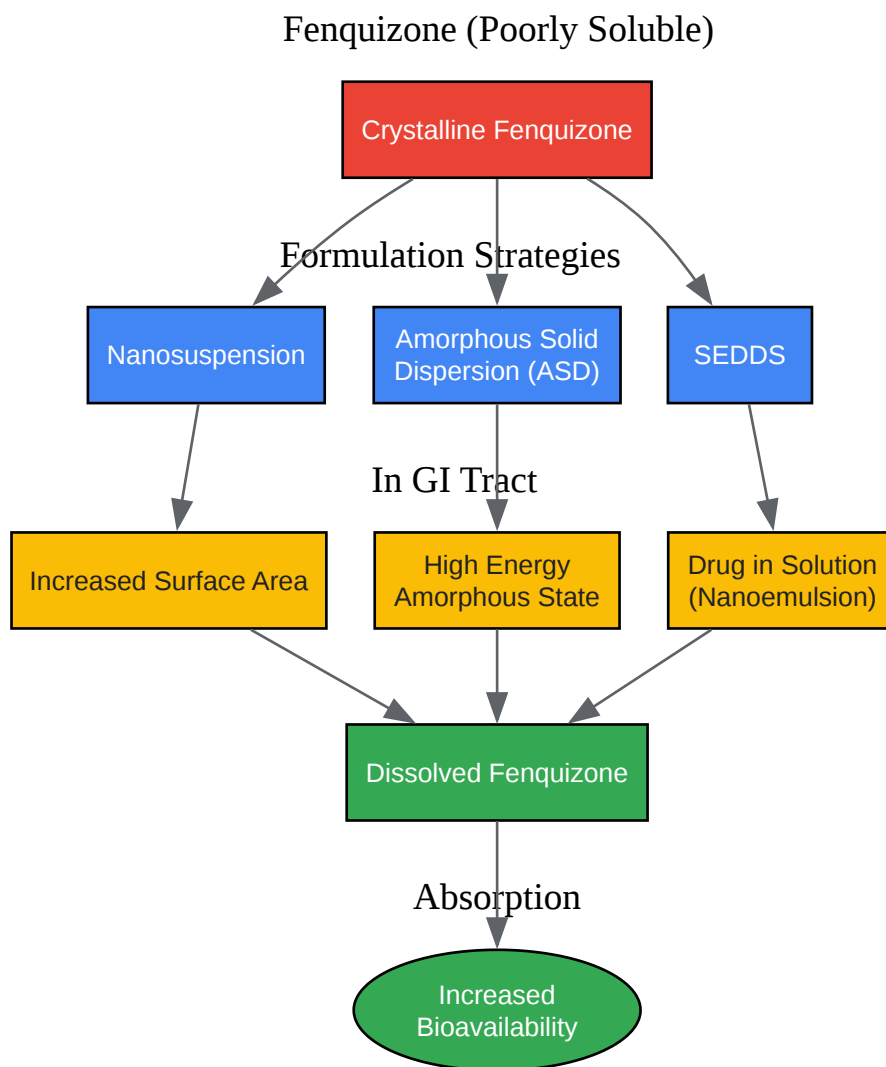 Fenquizone (Poorly Soluble)
Crystalline Fenquizone
Formulation Strategies
Nanosuspension
Amorphous Solid
Dispersion (ASD)
SEDDS
In GI Tract
Increased Surface Area
High Energy
Amorphous State
Drug in Solution
(Nanoemulsion)
Dissolved Fenquizone
Absorption
Increased
Bioavailability